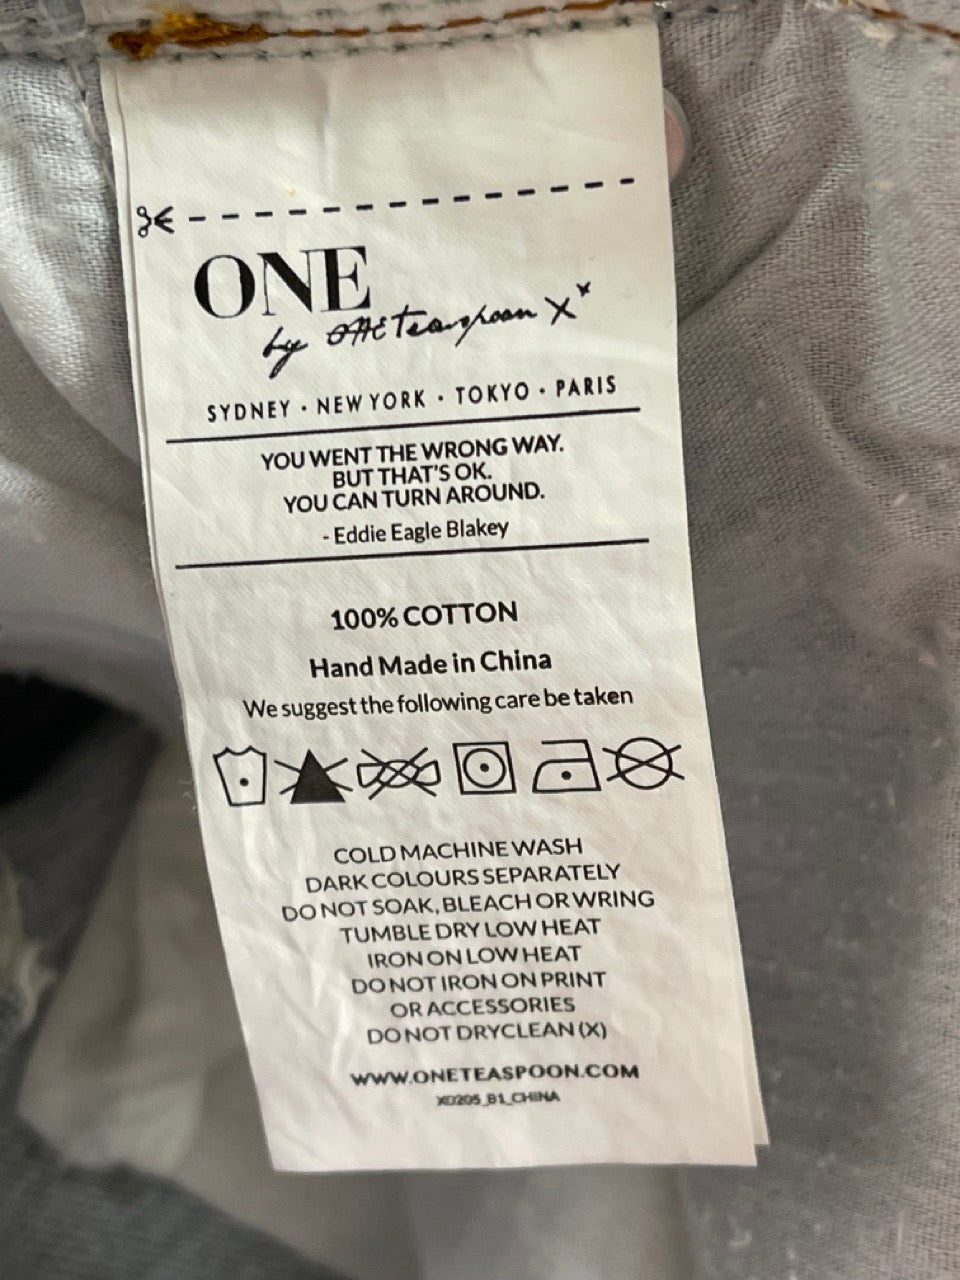 ONE
by One Teaspoon xx
SYDNEY · NEW YORK · TOKYO · PARIS
YOU WENT THE WRONG WAY.
BUT THAT'S OK.
YOU CAN TURN AROUND.
- Eddie Eagle Blakey
100% COTTON
Hand Made in China
We suggest the following care be taken
COLD MACHINE WASH
DARK COLOURS SEPARATELY
DO NOT SOAK, BLEACH OR WRING
TUMBLE DRY LOW HEAT
IRON ON LOW HEAT
DO NOT IRON ON PRINT
OR ACCESSORIES
DO NOT DRYCLEAN (X)
WWW.ONETEASPOON.COM
X0205_B1_CHINA